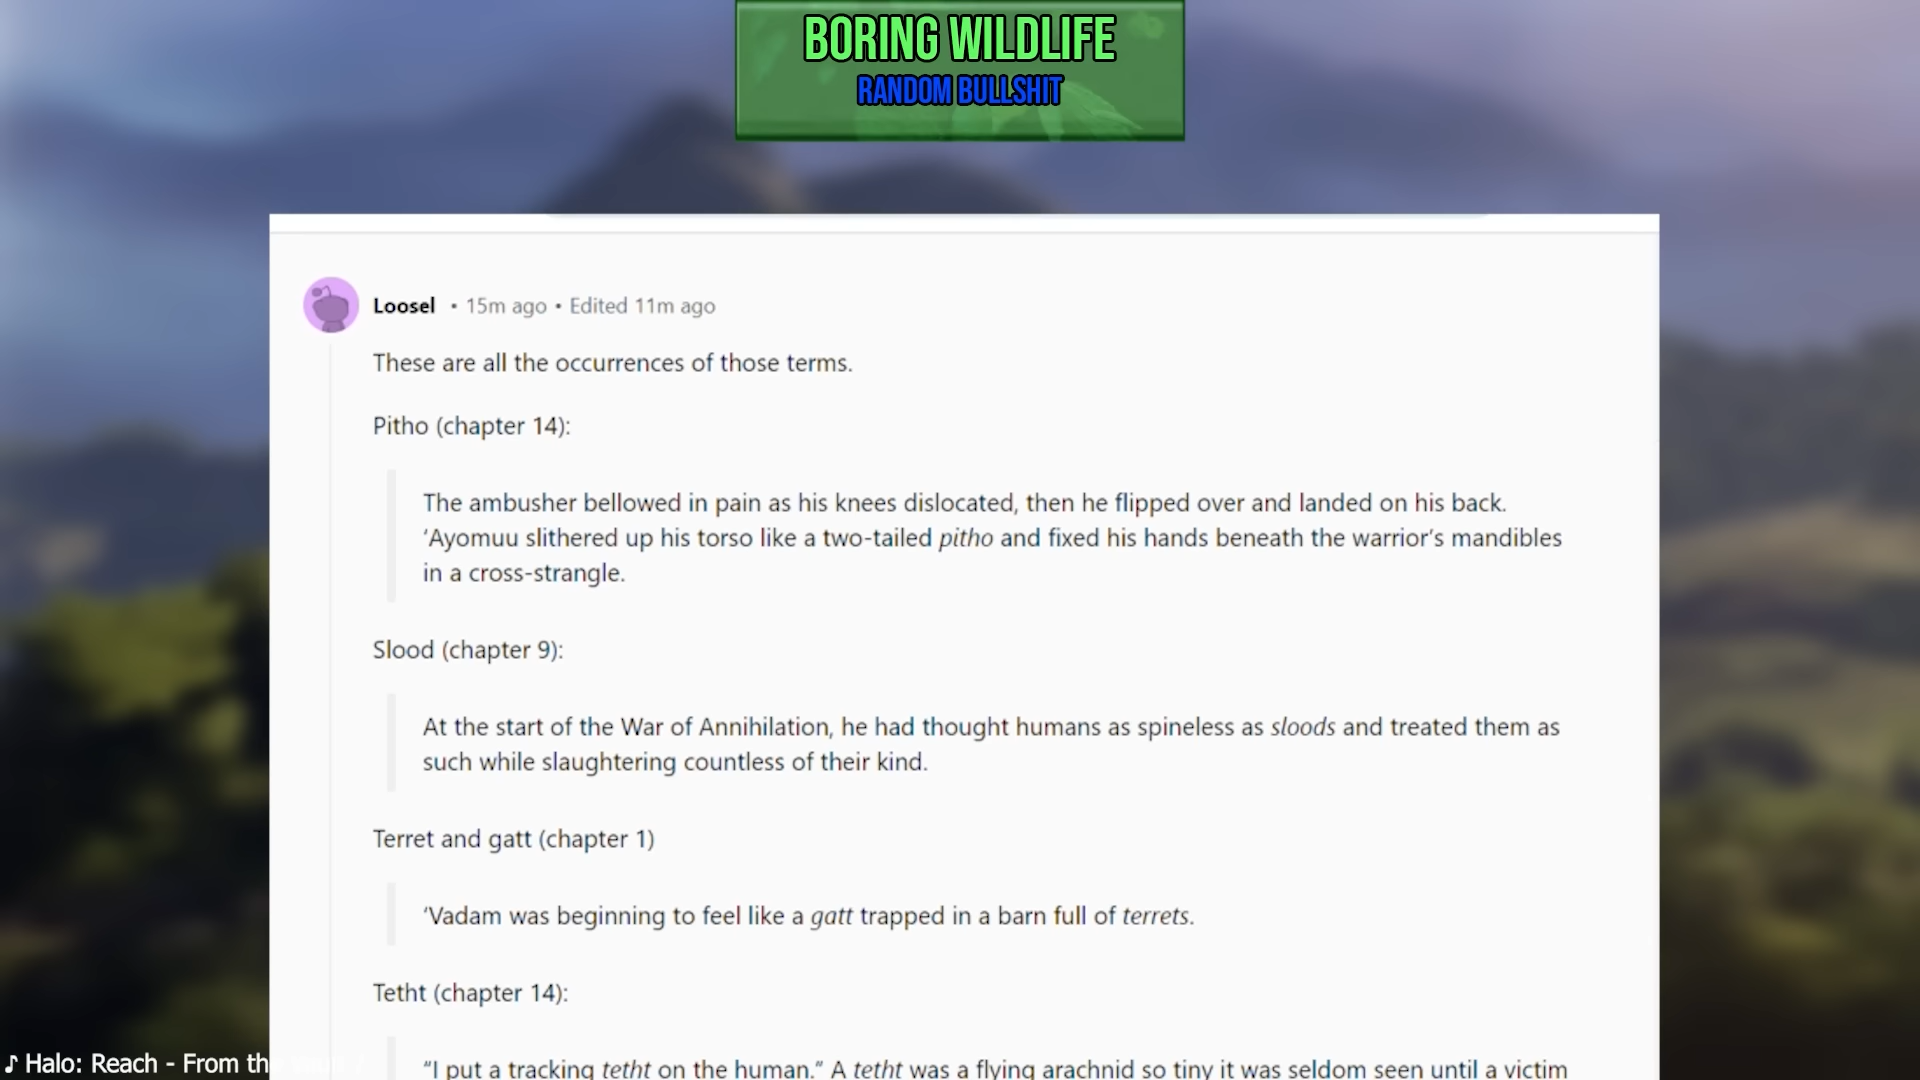 BORING WILDLIFE
RANDOM BULLSHIT
Loosel • 15m ago • Edited 11m ago
These are all the occurrences of those terms.
Pitho (chapter 14):
The ambusher bellowed in pain as his knees dislocated, then he flipped over and landed on his back.
‘Ayomuu slithered up his torso like a two-tailed pitho and fixed his hands beneath the warrior’s mandibles
in a cross-strangle.
Slood (chapter 9):
At the start of the War of Annihilation, he had thought humans as spineless as sloods and treated them as
such while slaughtering countless of their kind.
Terret and gatt (chapter 1)
‘Vadam was beginning to feel like a gatt trapped in a barn full of terrets.
Tetht (chapter 14):
“I put a tracking tetht on the human.” A tetht was a flying arachnid so tiny it was seldom seen until a victim
♪ Halo: Reach - From the